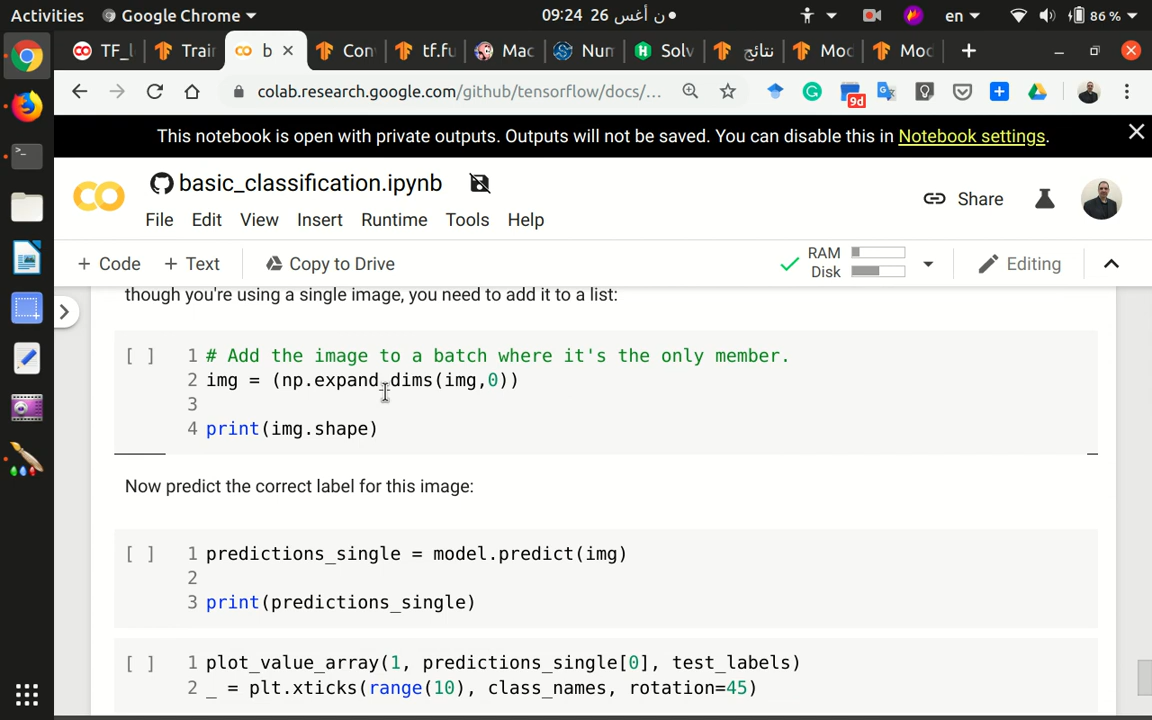 Activities Google Chrome 09:24 26 ن أغس en 86 %
TF_l Trair b Con tf.fu Mac Num Solv نتائج Moc Moc
colab.research.google.com/github/tensorflow/docs/... 9d
This notebook is open with private outputs. Outputs will not be saved. You can disable this in Notebook settings.
basic_classification.ipynb
Share
File Edit View Insert Runtime Tools Help
+ Code + Text Copy to Drive RAM Disk Editing
though you're using a single image, you need to add it to a list:
[ ] 1 # Add the image to a batch where it's the only member.
2 img = (np.expand_dims(img,0))
3
4 print(img.shape)
Now predict the correct label for this image:
[ ] 1 predictions_single = model.predict(img)
2
3 print(predictions_single)
[ ] 1 plot_value_array(1, predictions_single[0], test_labels)
2 _ = plt.xticks(range(10), class_names, rotation=45)